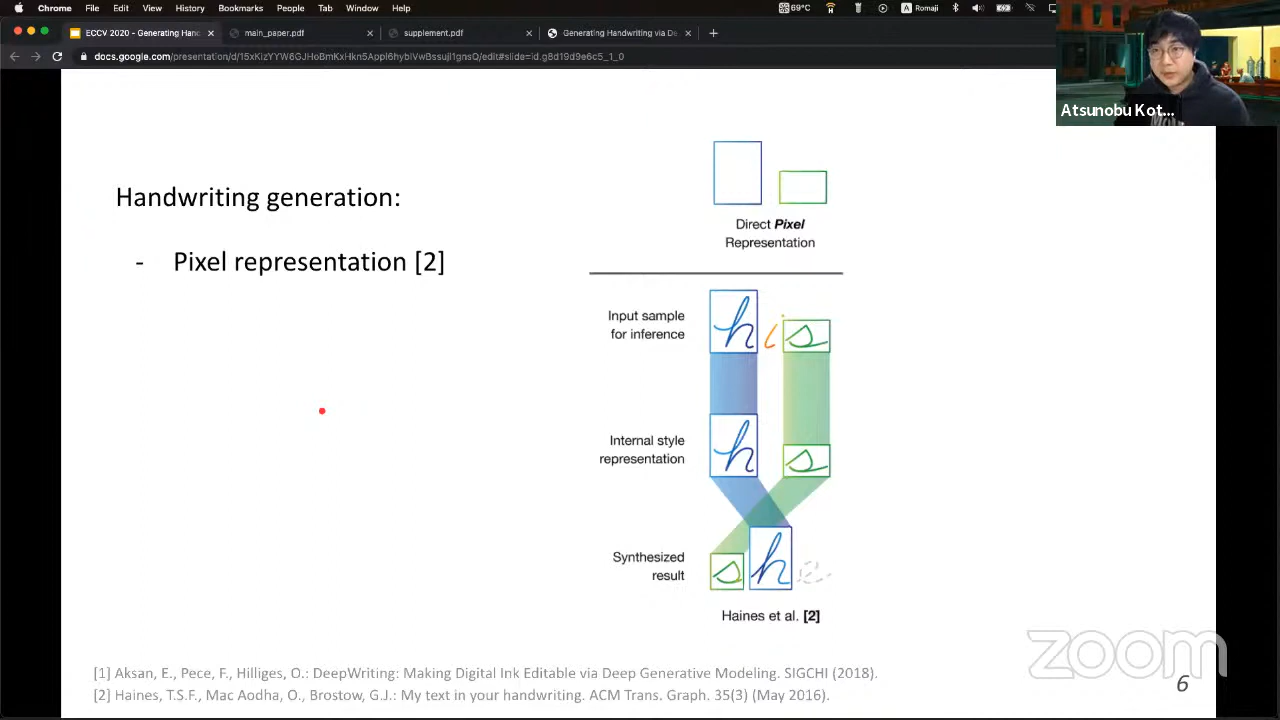 Chrome File Edit View History Bookmarks People Tab Window Help
69°C
Romaji
ECCV 2020 - Generating Han
main_paper.pdf
supplement.pdf
Generating Handwriting via De
Atsunobu Kot...
Handwriting generation:
- Pixel representation [2]
Direct Pixel
Representation
Input sample
for inference
his
Internal style
representation
h s
Synthesized
result
sh
Haines et al. [2]
[1] Aksan, E., Pece, F., Hilliges, O.: DeepWriting: Making Digital Ink Editable via Deep Generative Modeling. SIGCHI (2018).
[2] Haines, T.S.F., Mac Aodha, O., Brostow, G.J.: My text in your handwriting. ACM Trans. Graph. 35(3) (May 2016).
zoom
6